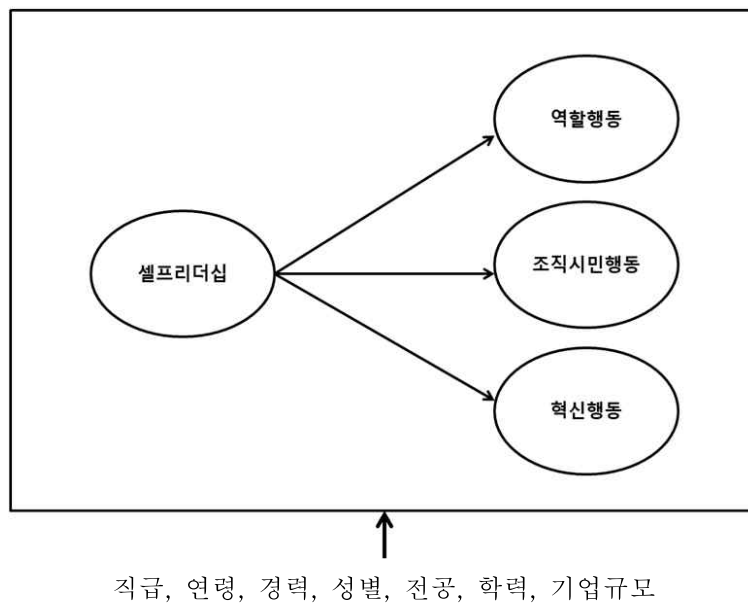 역할행동
셀프리더십
조직시민행동
혁신행동
직급, 연령, 경력, 성별, 전공, 학력, 기업규모